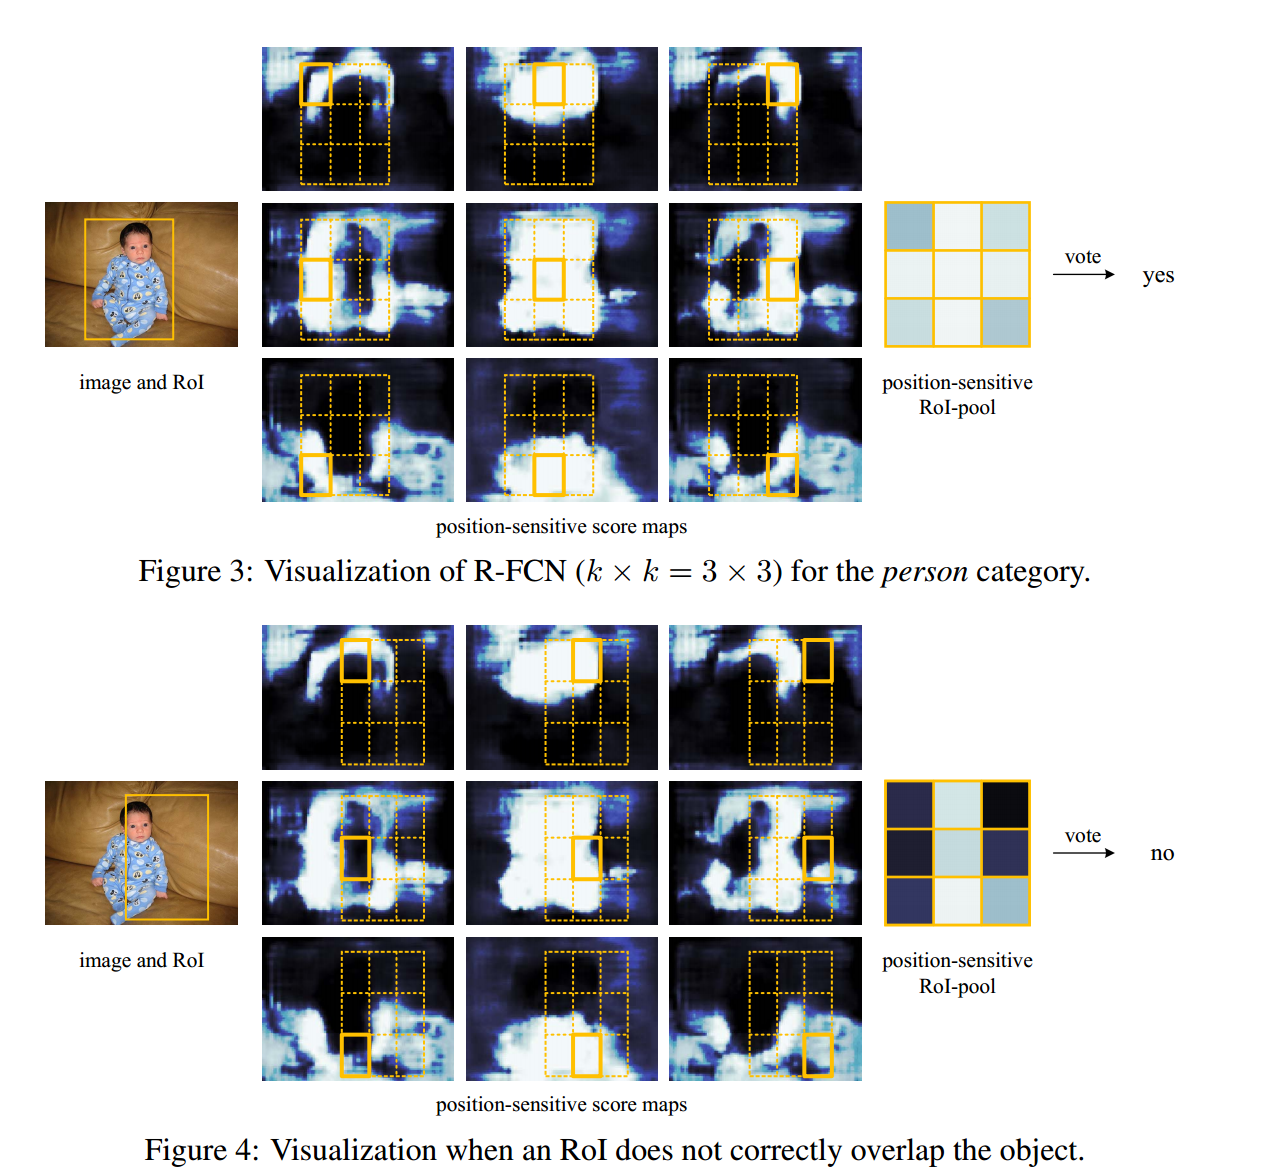 image and RoI
position-sensitive score maps
position-sensitive
RoI-pool
vote
yes
Figure 3: Visualization of R-FCN (k × k = 3 × 3) for the person category.
image and RoI
position-sensitive score maps
position-sensitive
RoI-pool
vote
no
Figure 4: Visualization when an RoI does not correctly overlap the object.